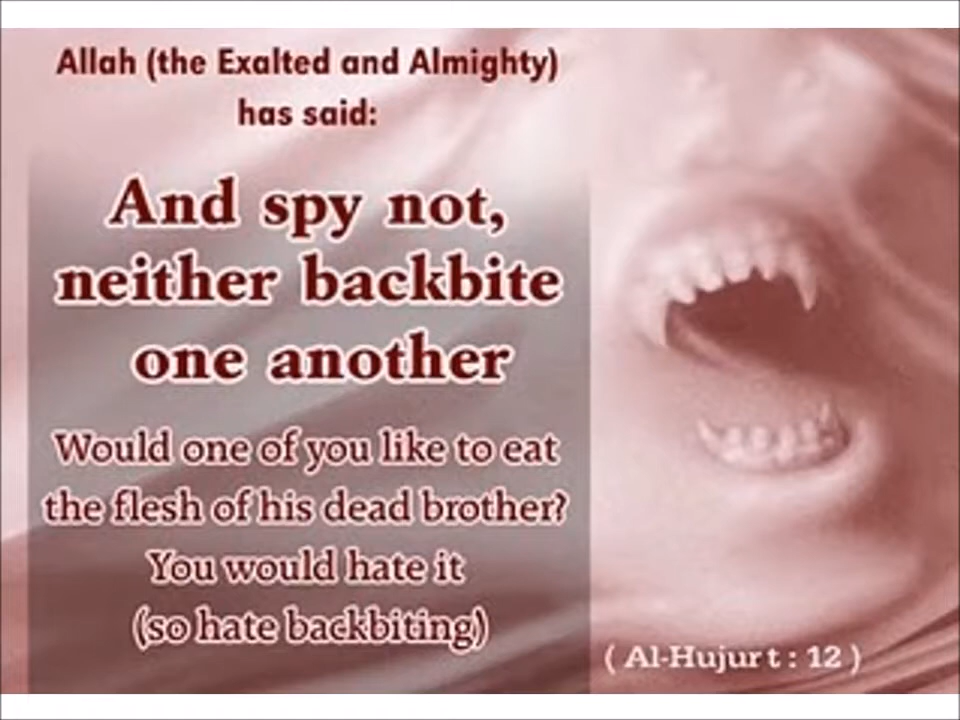 Allah (the Exalted and Almighty)
has said:
And spy not,
neither backbite
one another
Would one of you like to eat
the flesh of his dead brother?
You would hate it
(so hate backbiting)
( Al-Hujurt : 12 )